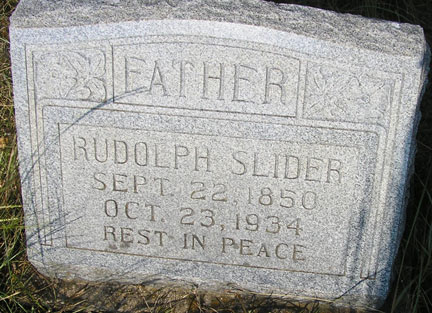 FATHER
RUDOLPH SLIDER
SEPT. 22, 1850
OCT. 23, 1934
REST IN PEACE